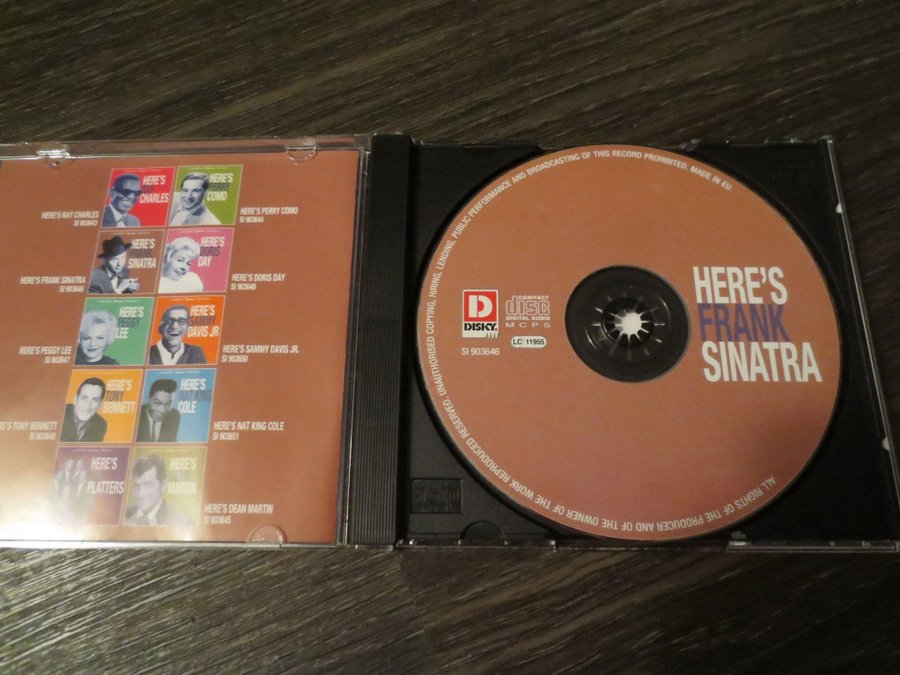 HERE'S
CHARLES
HERE'S
PERRY
COMO
HERE'S RAY CHARLES
SI 903643
HERE'S PERRY COMO
SI 903644
HERE'S
SINATRA
HERE'S
DORIS
DAY
HERE'S FRANK SINATRA
SI 903646
HERE'S DORIS DAY
SI 903648
HERE'S
PEGGY
LEE
HERE'S
SAMMY
DAVIS JR.
HERE'S PEGGY LEE
SI 903647
HERE'S SAMMY DAVIS JR.
SI 903650
HERE'S
TONY
BENNETT
HERE'S
NAT KING
COLE
HERE'S TONY BENNETT
SI 903649
HERE'S NAT KING COLE
SI 903651
HERE'S
PLATTERS
HERE'S
MARTIN
HERE'S DEAN MARTIN
SI 903645
ALL RIGHTS OF THE PRODUCER AND OF THE OWNER OF THE WORK REPRODUCED RESERVED. UNAUTHORISED COPYING, HIRING, LENDING, PUBLIC PERFORMANCE AND BROADCASTING OF THIS RECORD PROHIBITED. MADE IN EU.
D
DISKY
COMPACT
disc
DIGITAL AUDIO
MCPS
SI 903646
LC 11955
HERE'S
FRANK
SINATRA